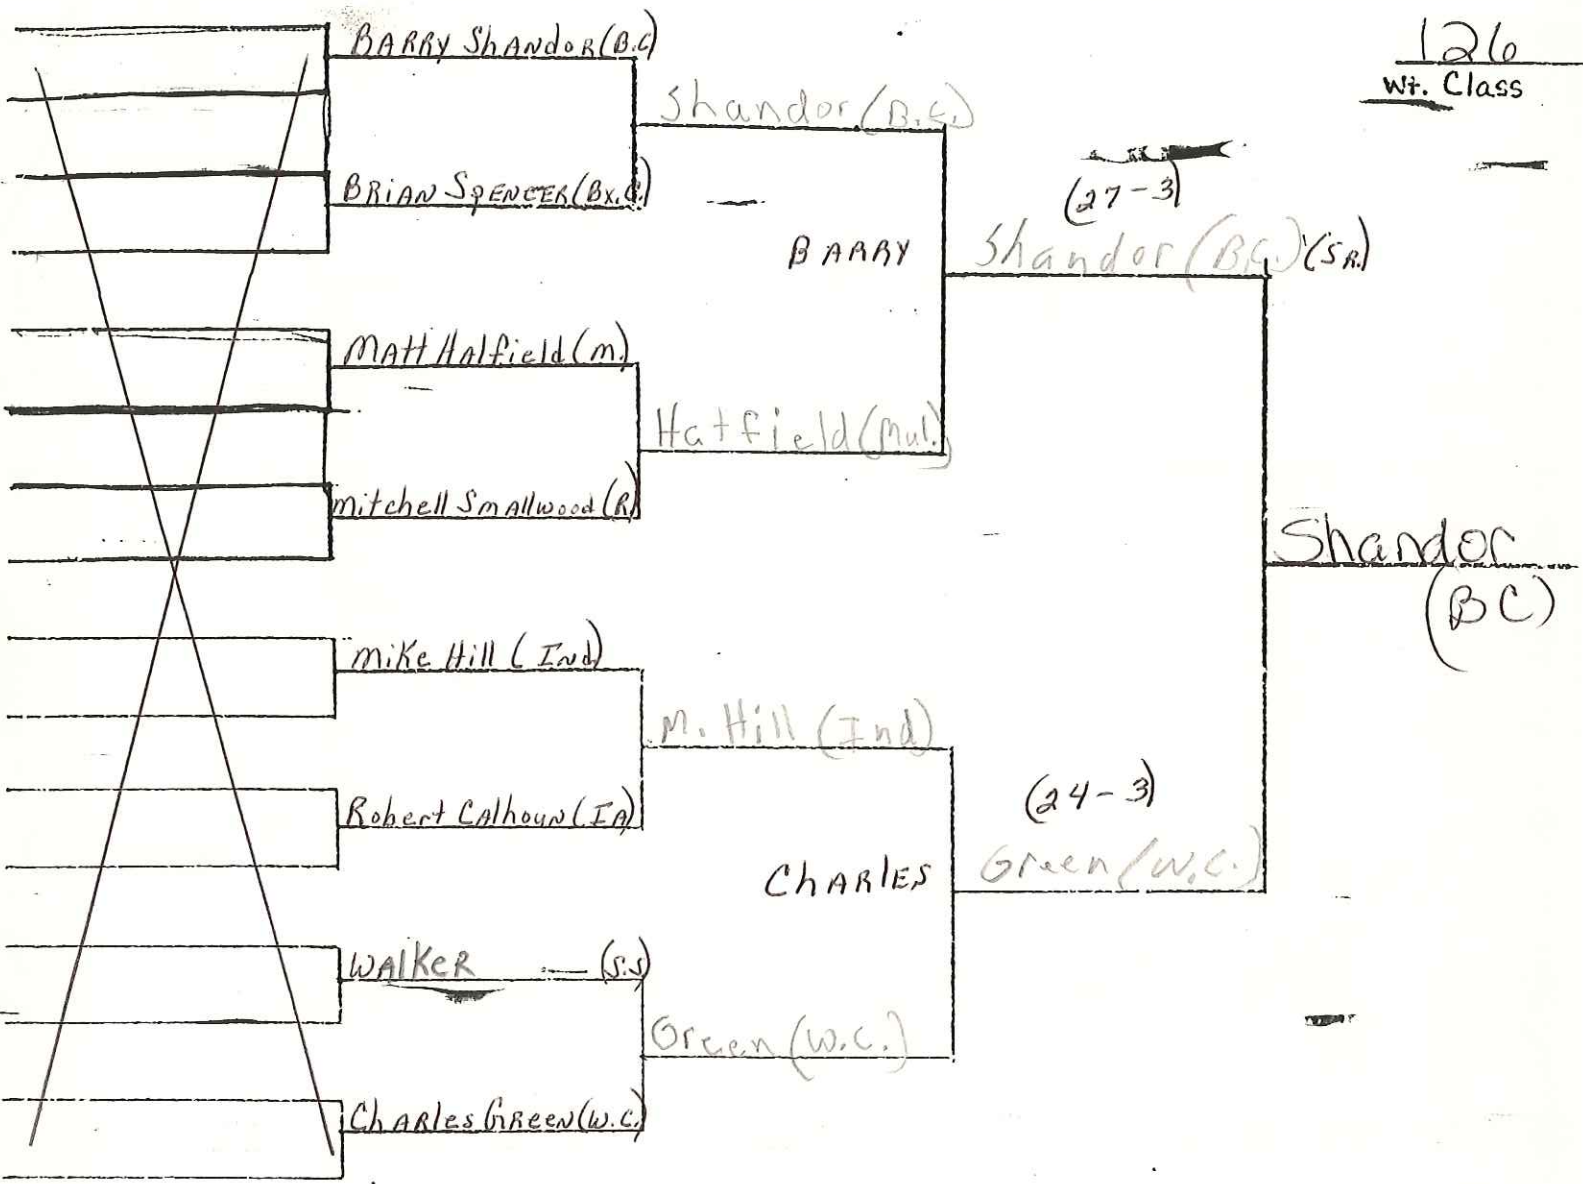 126
Wt. Class
BARRY SHANDOR (B.C)
Shandor (B.C.)
BRIAN SPENCER (Bx.C.)
(27-3)
BARRY
Shandor (B.C.) (SR.)
MATT HAlfield (M.)
Hatfield (Mul.)
Mitchell Smallwood (R)
Shandor
(BC)
Mike Hill (Ind)
M. Hill (Ind)
(24-3)
Robert CAlhoun (IA)
CHARlES
Green (W.C.)
WAlKER (S.S)
Green (W.C.)
CHARles GReen (W.C.)